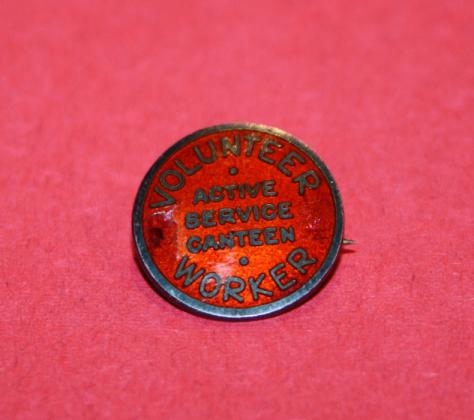 VOLUNTEER
ACTIVE
SERVICE
CANTEEN
WORKER